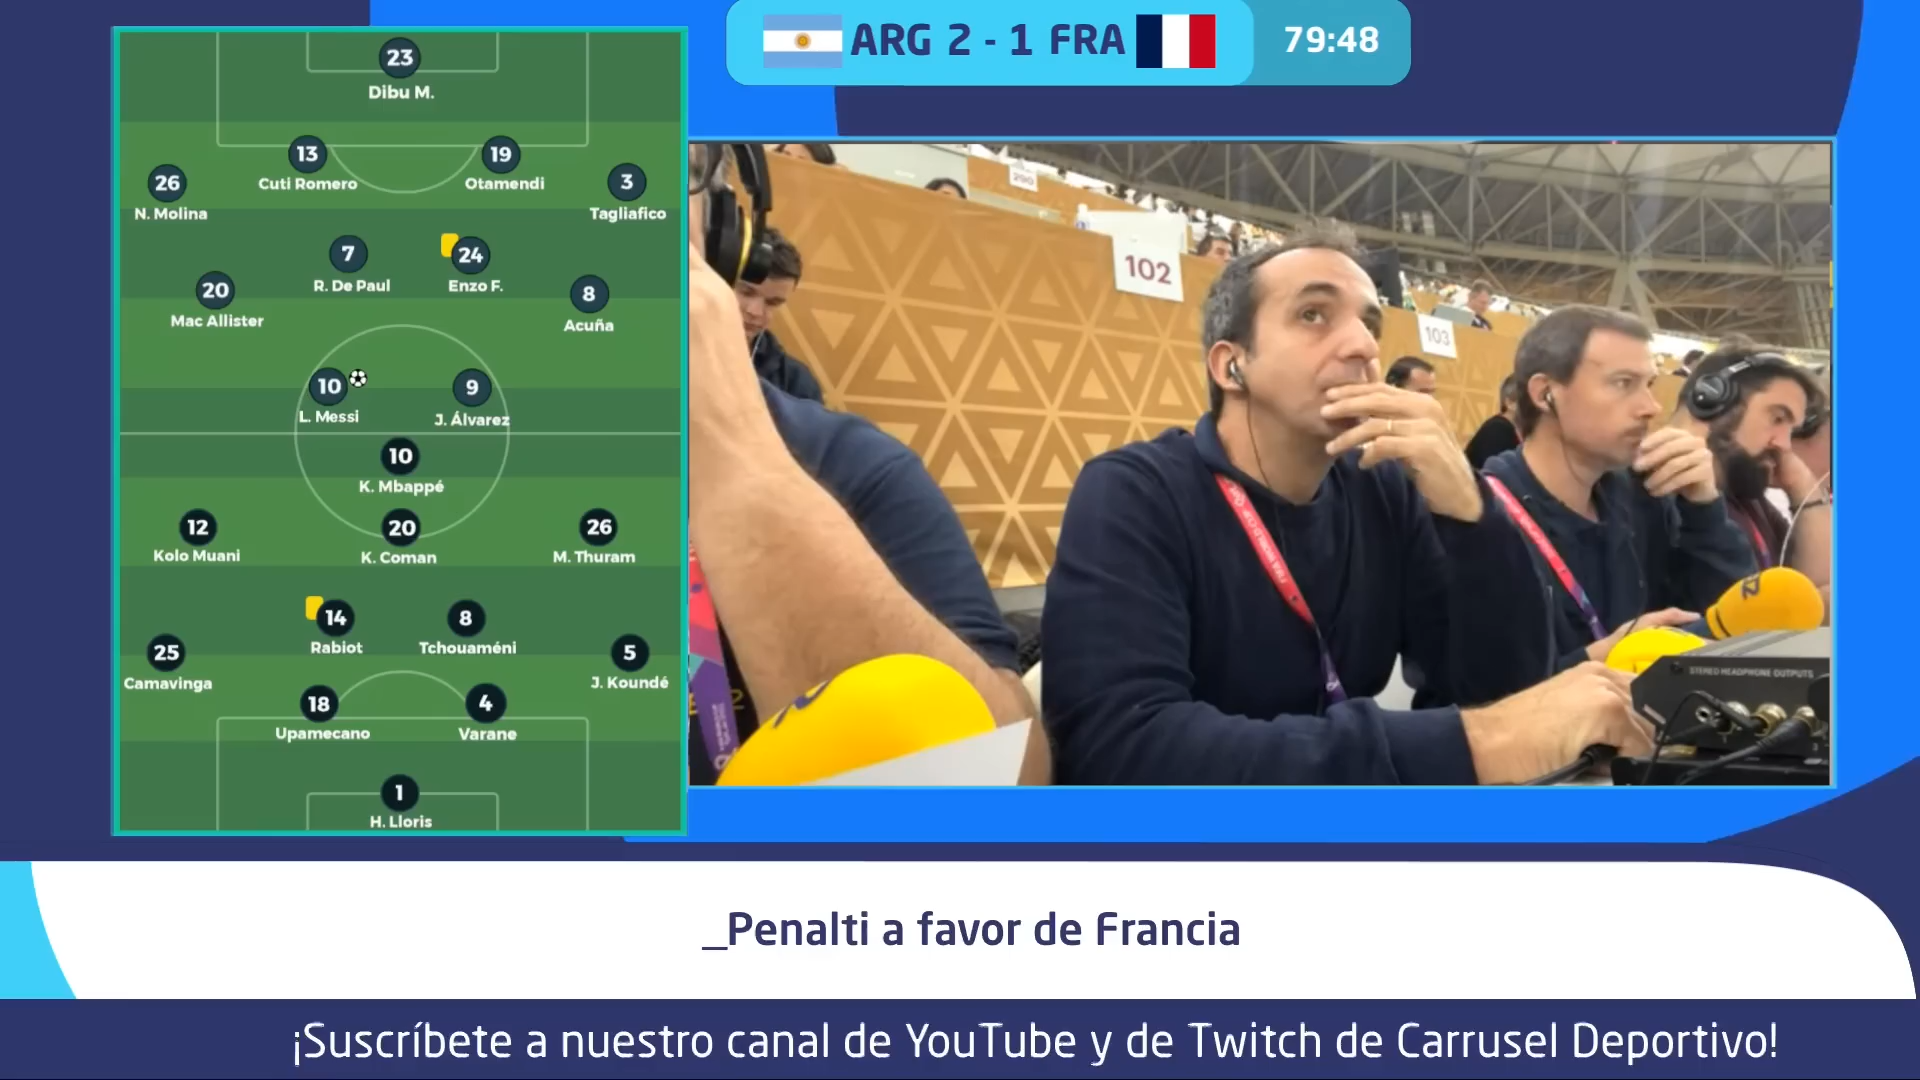 ARG 2 - 1 FRA 79:48
23
Dibu M.
13
Cuti Romero
19
Otamendi
26
N. Molina
3
Tagliafico
7
R. De Paul
24
Enzo F.
20
Mac Allister
8
Acuña
10
L. Messi
9
J. Álvarez
10
K. Mbappé
12
Kolo Muani
20
K. Coman
26
M. Thuram
14
Rabiot
8
Tchouaméni
25
Camavinga
5
J. Koundé
18
Upamecano
4
Varane
1
H. Lloris
102
103
STEREO HEADPHONE OUTPUTS
_Penalti a favor de Francia
¡Suscríbete a nuestro canal de YouTube y de Twitch de Carrusel Deportivo!